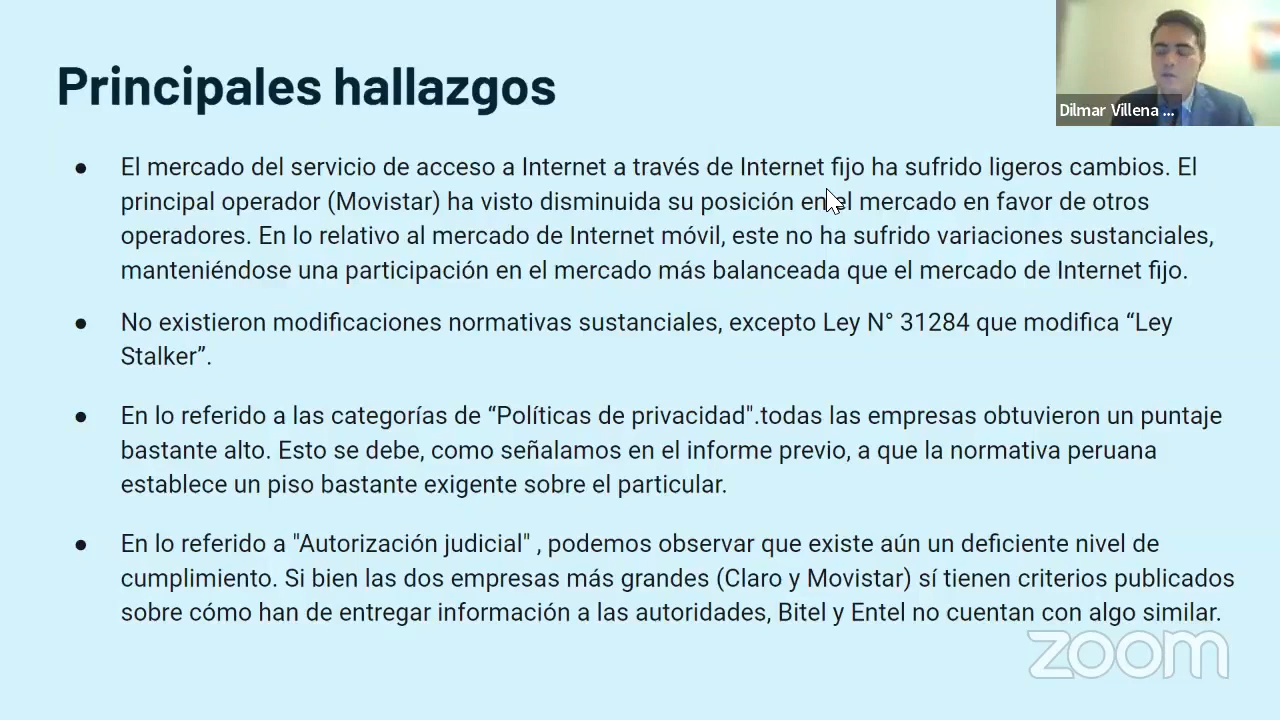 Principales hallazgos
Dilmar Villena ...
● El mercado del servicio de acceso a Internet a través de Internet fijo ha sufrido ligeros cambios. El
principal operador (Movistar) ha visto disminuida su posición en el mercado en favor de otros
operadores. En lo relativo al mercado de Internet móvil, este no ha sufrido variaciones sustanciales,
manteniéndose una participación en el mercado más balanceada que el mercado de Internet fijo.
● No existieron modificaciones normativas sustanciales, excepto Ley N° 31284 que modifica “Ley
Stalker”.
● En lo referido a las categorías de “Políticas de privacidad".todas las empresas obtuvieron un puntaje
bastante alto. Esto se debe, como señalamos en el informe previo, a que la normativa peruana
establece un piso bastante exigente sobre el particular.
● En lo referido a "Autorización judicial" , podemos observar que existe aún un deficiente nivel de
cumplimiento. Si bien las dos empresas más grandes (Claro y Movistar) sí tienen criterios publicados
sobre cómo han de entregar información a las autoridades, Bitel y Entel no cuentan con algo similar.
zoom